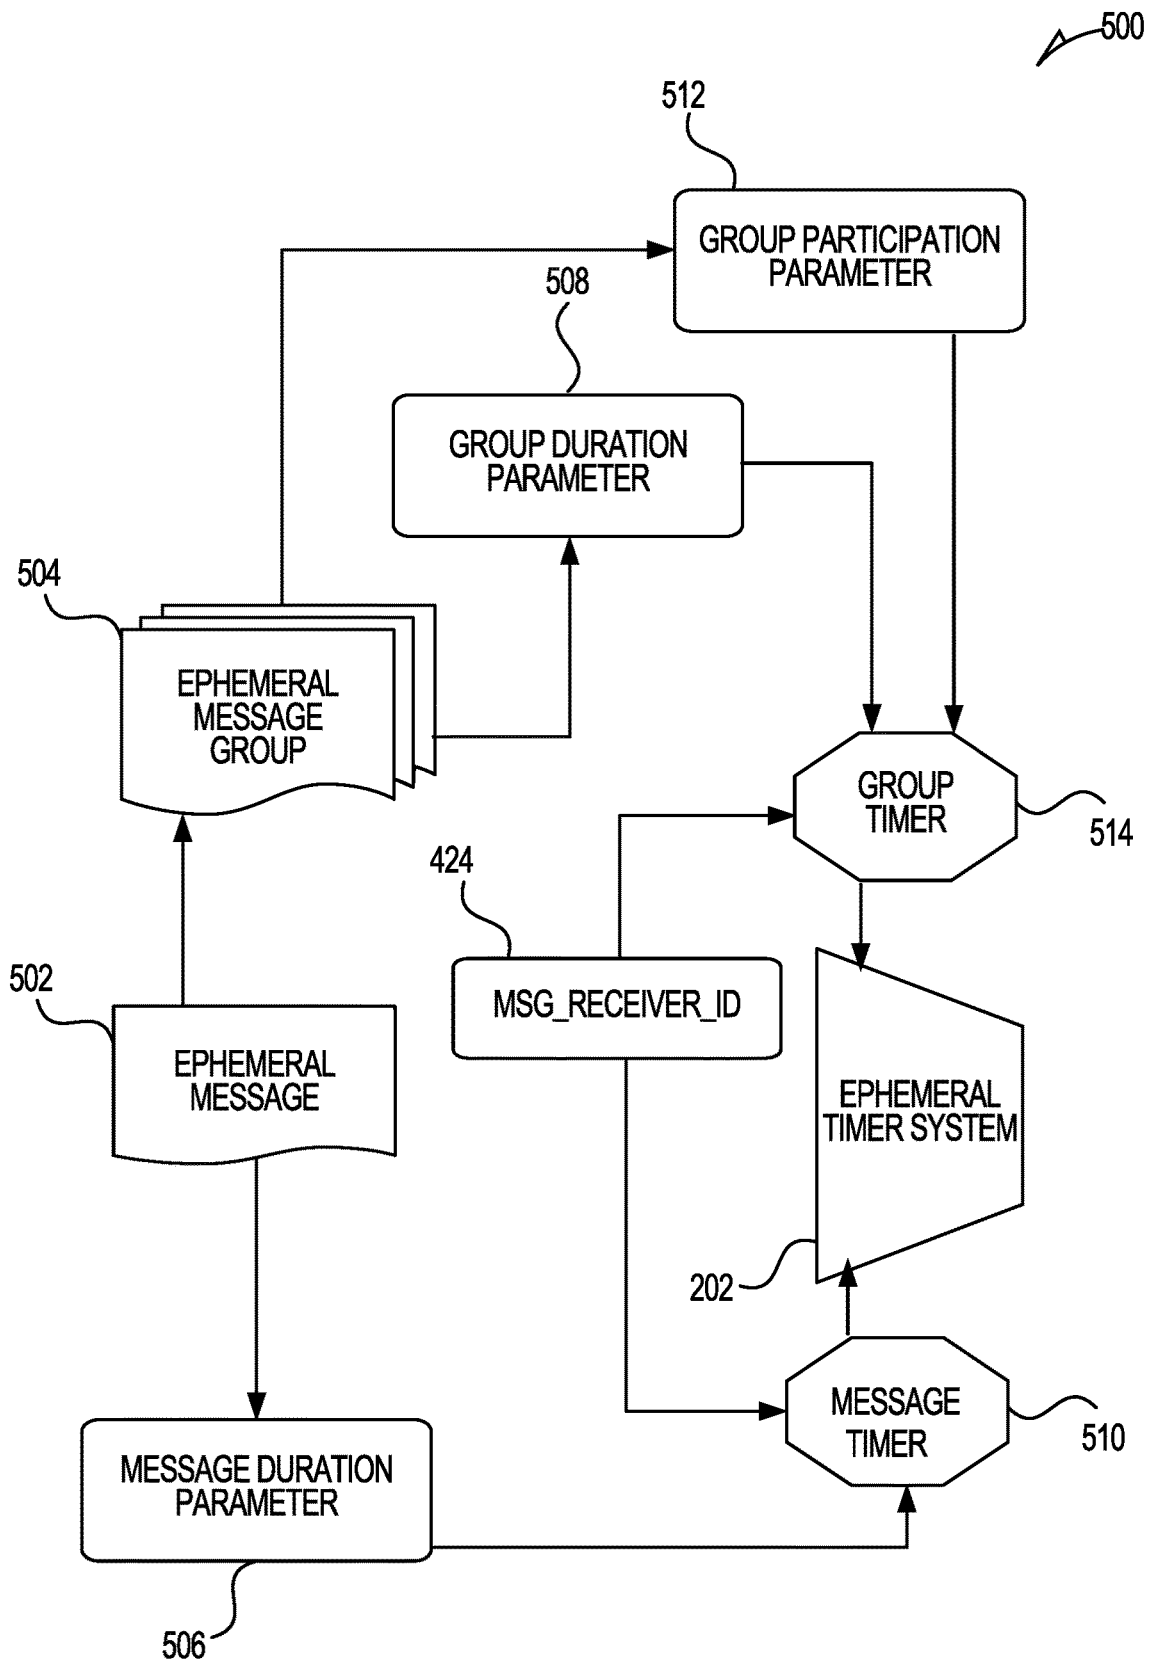 500
512
GROUP PARTICIPATION
PARAMETER
508
GROUP DURATION
PARAMETER
504
EPHEMERAL
MESSAGE
GROUP
GROUP
TIMER
514
424
MSG_RECEIVER_ID
502
EPHEMERAL
MESSAGE
EPHEMERAL
TIMER SYSTEM
202
MESSAGE
TIMER
510
MESSAGE DURATION
PARAMETER
506